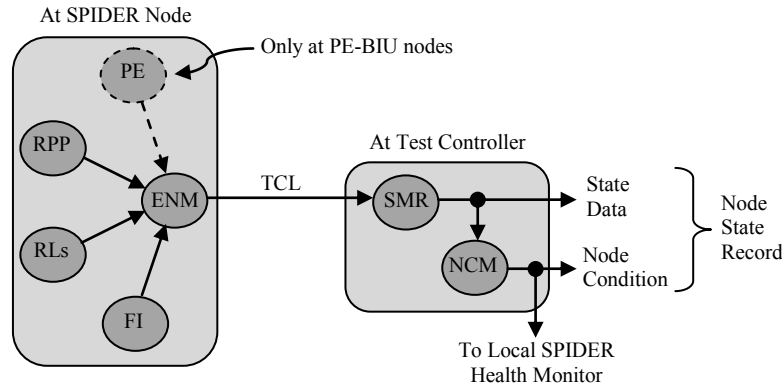 At SPIDER Node
PE
Only at PE-BIU nodes
RPP
ENM
RLs
FI
TCL
At Test Controller
SMR
NCM
State
Data
Node
Condition
Node
State
Record
To Local SPIDER
Health Monitor